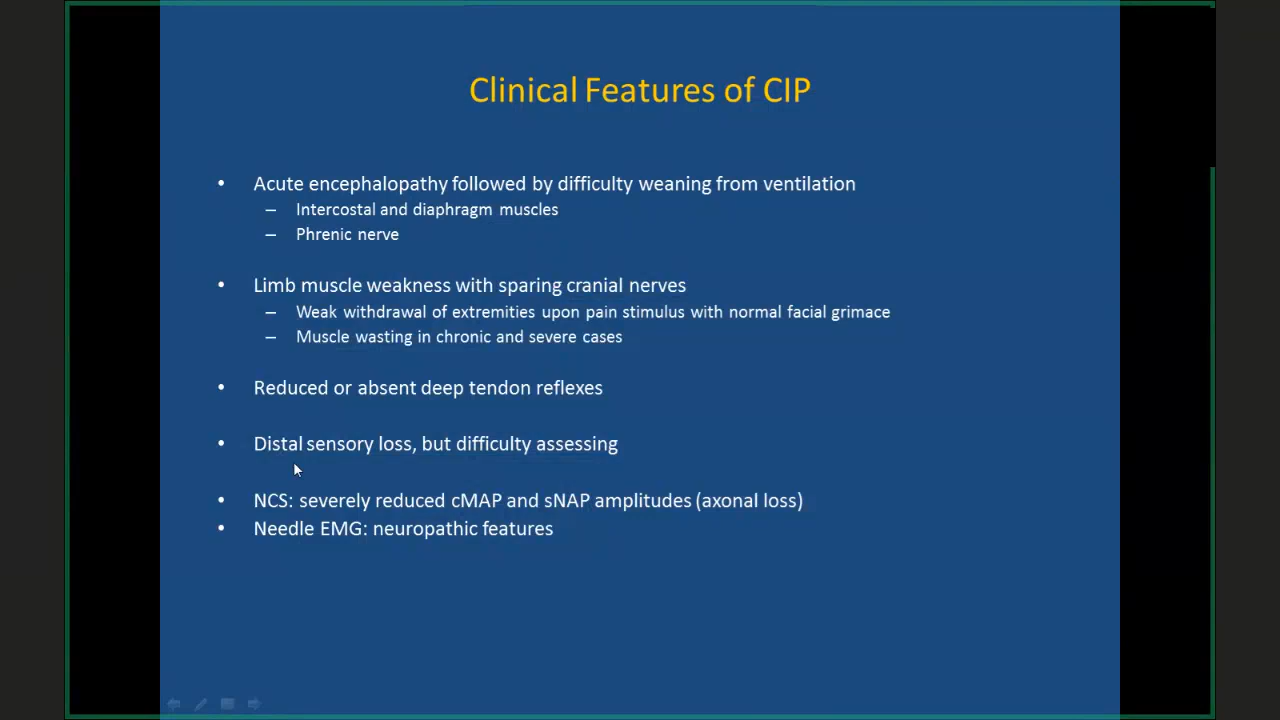 Clinical Features of CIP
• Acute encephalopathy followed by difficulty weaning from ventilation
– Intercostal and diaphragm muscles
– Phrenic nerve
• Limb muscle weakness with sparing cranial nerves
– Weak withdrawal of extremities upon pain stimulus with normal facial grimace
– Muscle wasting in chronic and severe cases
• Reduced or absent deep tendon reflexes
• Distal sensory loss, but difficulty assessing
• NCS: severely reduced cMAP and sNAP amplitudes (axonal loss)
• Needle EMG: neuropathic features